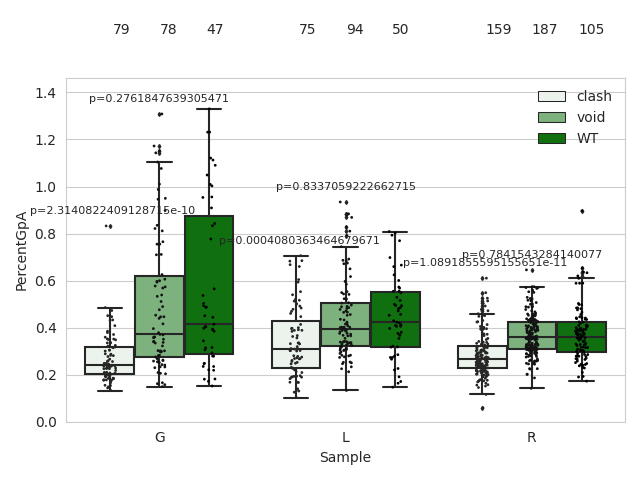 79 78 47 75 94 50 159 187 105
1.4
1.2
1.0
0.8
0.6
0.4
0.2
0.0
PercentGpA
p=0.2761847639305471
p=2.3140822409128715e-10
p=0.8337059222662715
p=0.0004080363464679671
p=0.7841543284140077
p=1.0891855595155651e-11
clash
void
WT
G L R
Sample